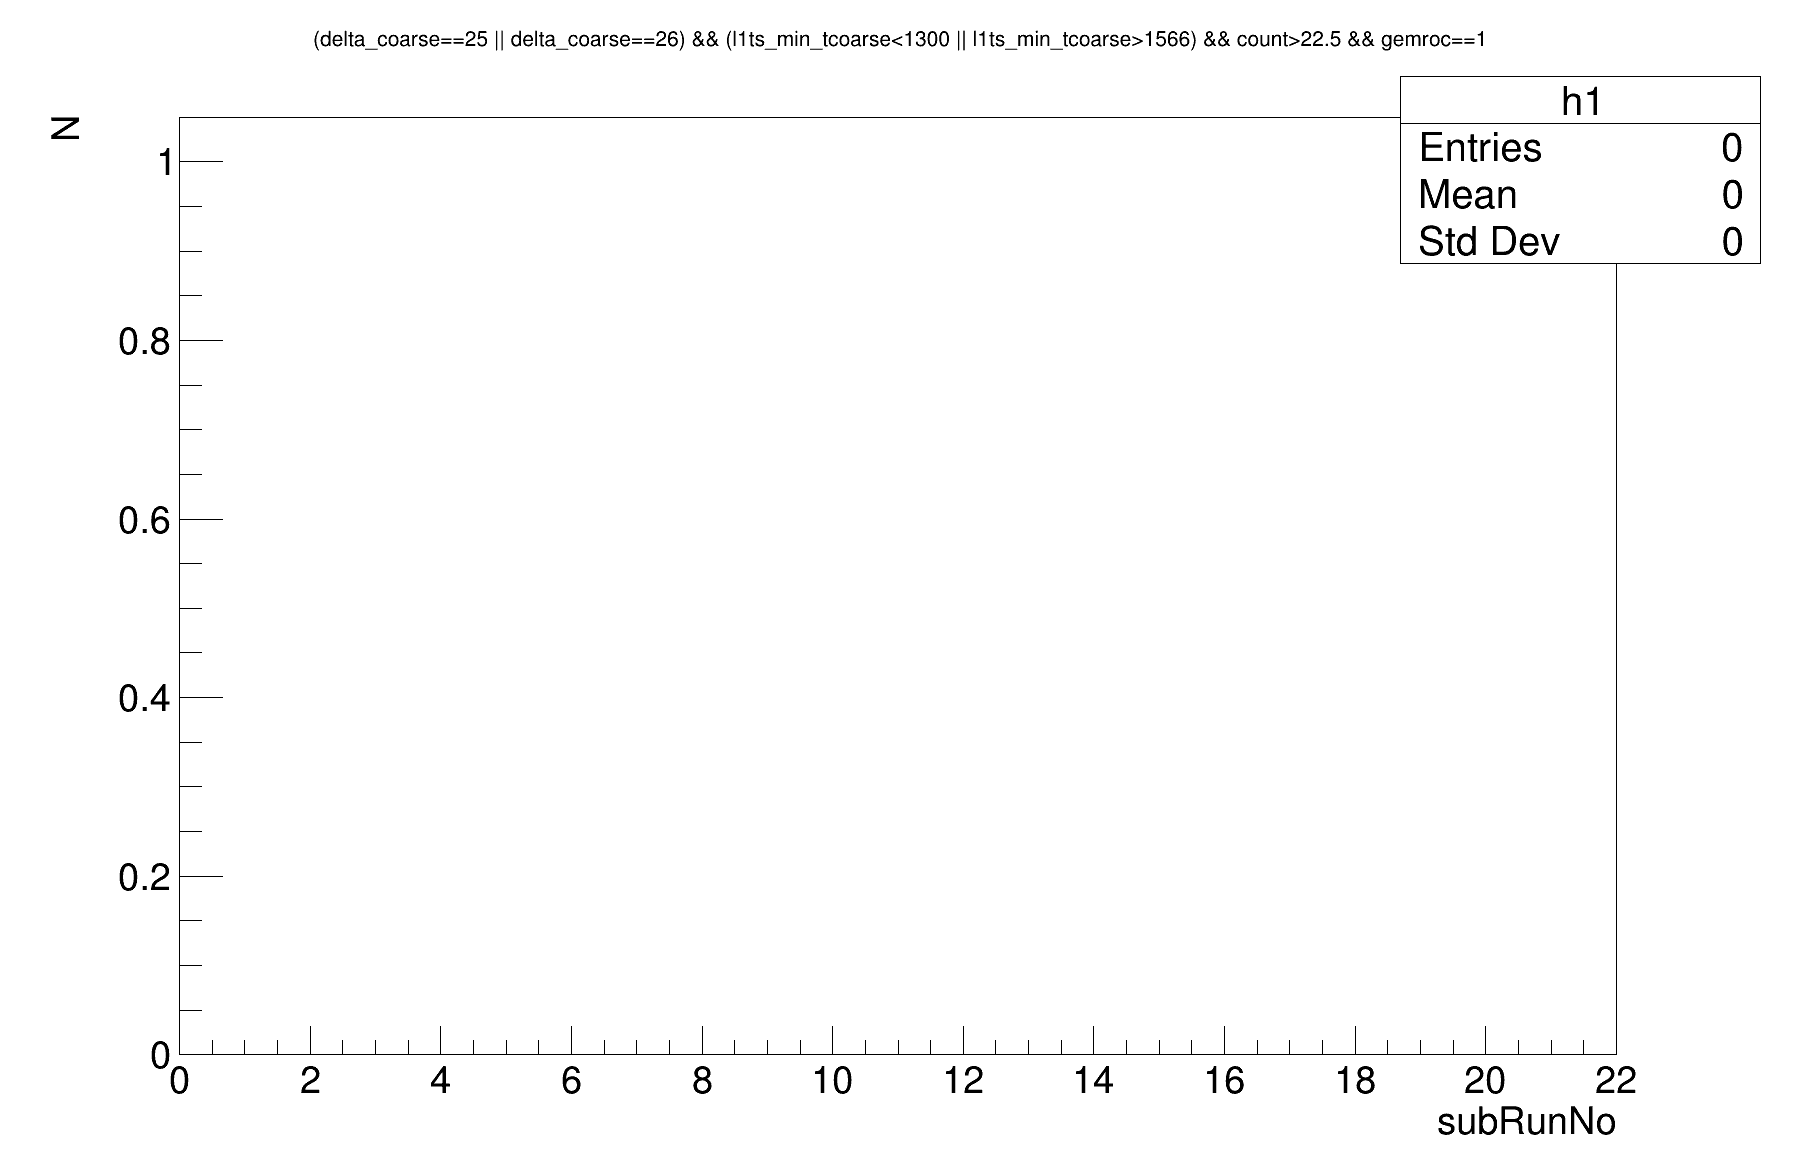 (delta_coarse==25 || delta_coarse==26) && (l1ts_min_tcoarse<1300 || l1ts_min_tcoarse>1566) && count>22.5 && gemroc==1
h1
Entries 0
Mean 0
Std Dev 0
N
1
0.8
0.6
0.4
0.2
0
0 2 4 6 8 10 12 14 16 18 20 22
subRunNo